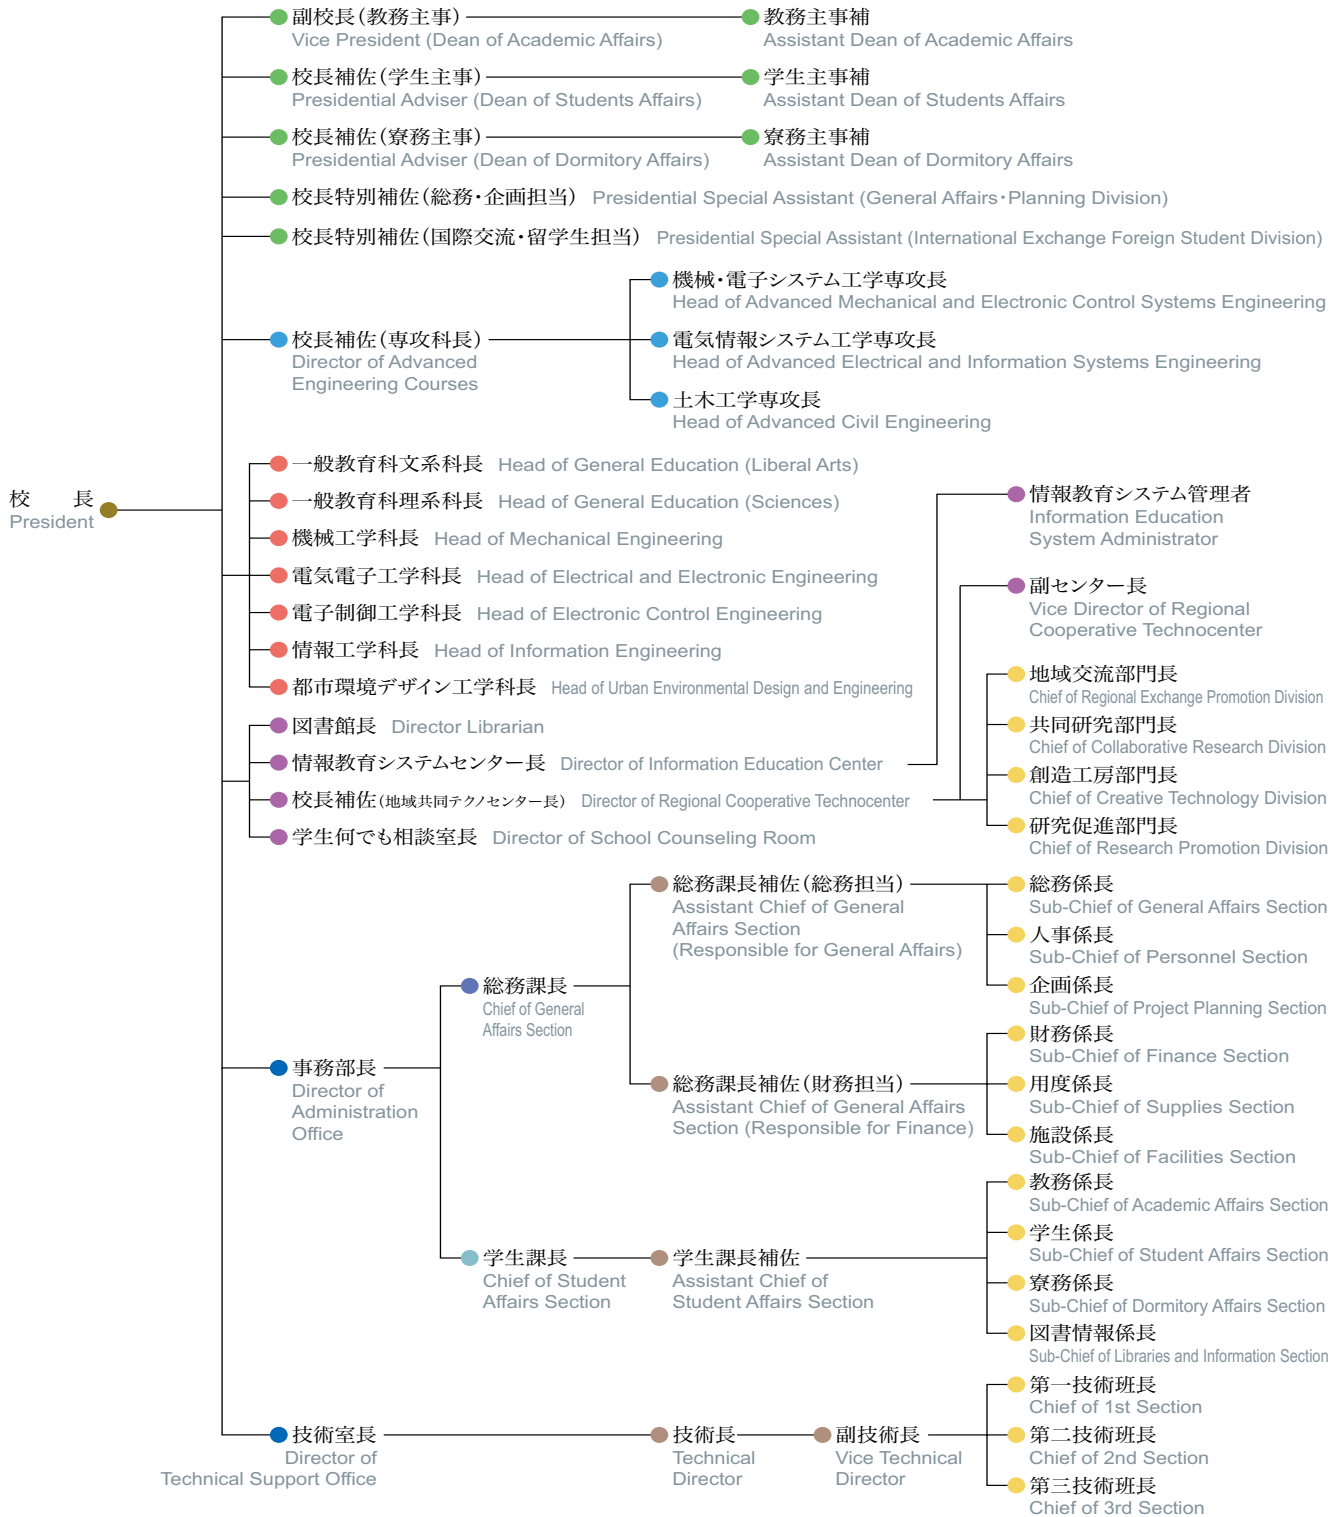 校　　長
President
副校長(教務主事)
Vice President (Dean of Academic Affairs)
教務主事補
Assistant Dean of Academic Affairs
校長補佐(学生主事)
Presidential Adviser (Dean of Students Affairs)
学生主事補
Assistant Dean of Students Affairs
校長補佐(寮務主事)
Presidential Adviser (Dean of Dormitory Affairs)
寮務主事補
Assistant Dean of Dormitory Affairs
校長特別補佐(総務・企画担当) Presidential Special Assistant (General Affairs・Planning Division)
校長特別補佐(国際交流・留学生担当) Presidential Special Assistant (International Exchange Foreign Student Division)
校長補佐(専攻科長)
Director of Advanced
Engineering Courses
機械・電子システム工学専攻長
Head of Advanced Mechanical and Electronic Control Systems Engineering
電気情報システム工学専攻長
Head of Advanced Electrical and Information Systems Engineering
土木工学専攻長
Head of Advanced Civil Engineering
一般教育科文系科長 Head of General Education (Liberal Arts)
一般教育科理系科長 Head of General Education (Sciences)
機械工学科長 Head of Mechanical Engineering
電気電子工学科長 Head of Electrical and Electronic Engineering
電子制御工学科長 Head of Electronic Control Engineering
情報工学科長 Head of Information Engineering
都市環境デザイン工学科長 Head of Urban Environmental Design and Engineering
図書館長 Director Librarian
情報教育システムセンター長 Director of Information Education Center
情報教育システム管理者
Information Education
System Administrator
校長補佐(地域共同テクノセンター長) Director of Regional Cooperative Technocenter
副センター長
Vice Director of Regional
Cooperative Technocenter
地域交流部門長
Chief of Regional Exchange Promotion Division
共同研究部門長
Chief of Collaborative Research Division
創造工房部門長
Chief of Creative Technology Division
研究促進部門長
Chief of Research Promotion Division
学生何でも相談室長 Director of School Counseling Room
事務部長
Director of
Administration
Office
総務課長
Chief of General
Affairs Section
総務課長補佐(総務担当)
Assistant Chief of General
Affairs Section
(Responsible for General Affairs)
総務係長
Sub-Chief of General Affairs Section
人事係長
Sub-Chief of Personnel Section
企画係長
Sub-Chief of Project Planning Section
総務課長補佐(財務担当)
Assistant Chief of General Affairs
Section (Responsible for Finance)
財務係長
Sub-Chief of Finance Section
用度係長
Sub-Chief of Supplies Section
施設係長
Sub-Chief of Facilities Section
学生課長
Chief of Student
Affairs Section
学生課長補佐
Assistant Chief of
Student Affairs Section
教務係長
Sub-Chief of Academic Affairs Section
学生係長
Sub-Chief of Student Affairs Section
寮務係長
Sub-Chief of Dormitory Affairs Section
図書情報係長
Sub-Chief of Libraries and Information Section
技術室長
Director of
Technical Support Office
技術長
Technical
Director
副技術長
Vice Technical
Director
第一技術班長
Chief of 1st Section
第二技術班長
Chief of 2nd Section
第三技術班長
Chief of 3rd Section